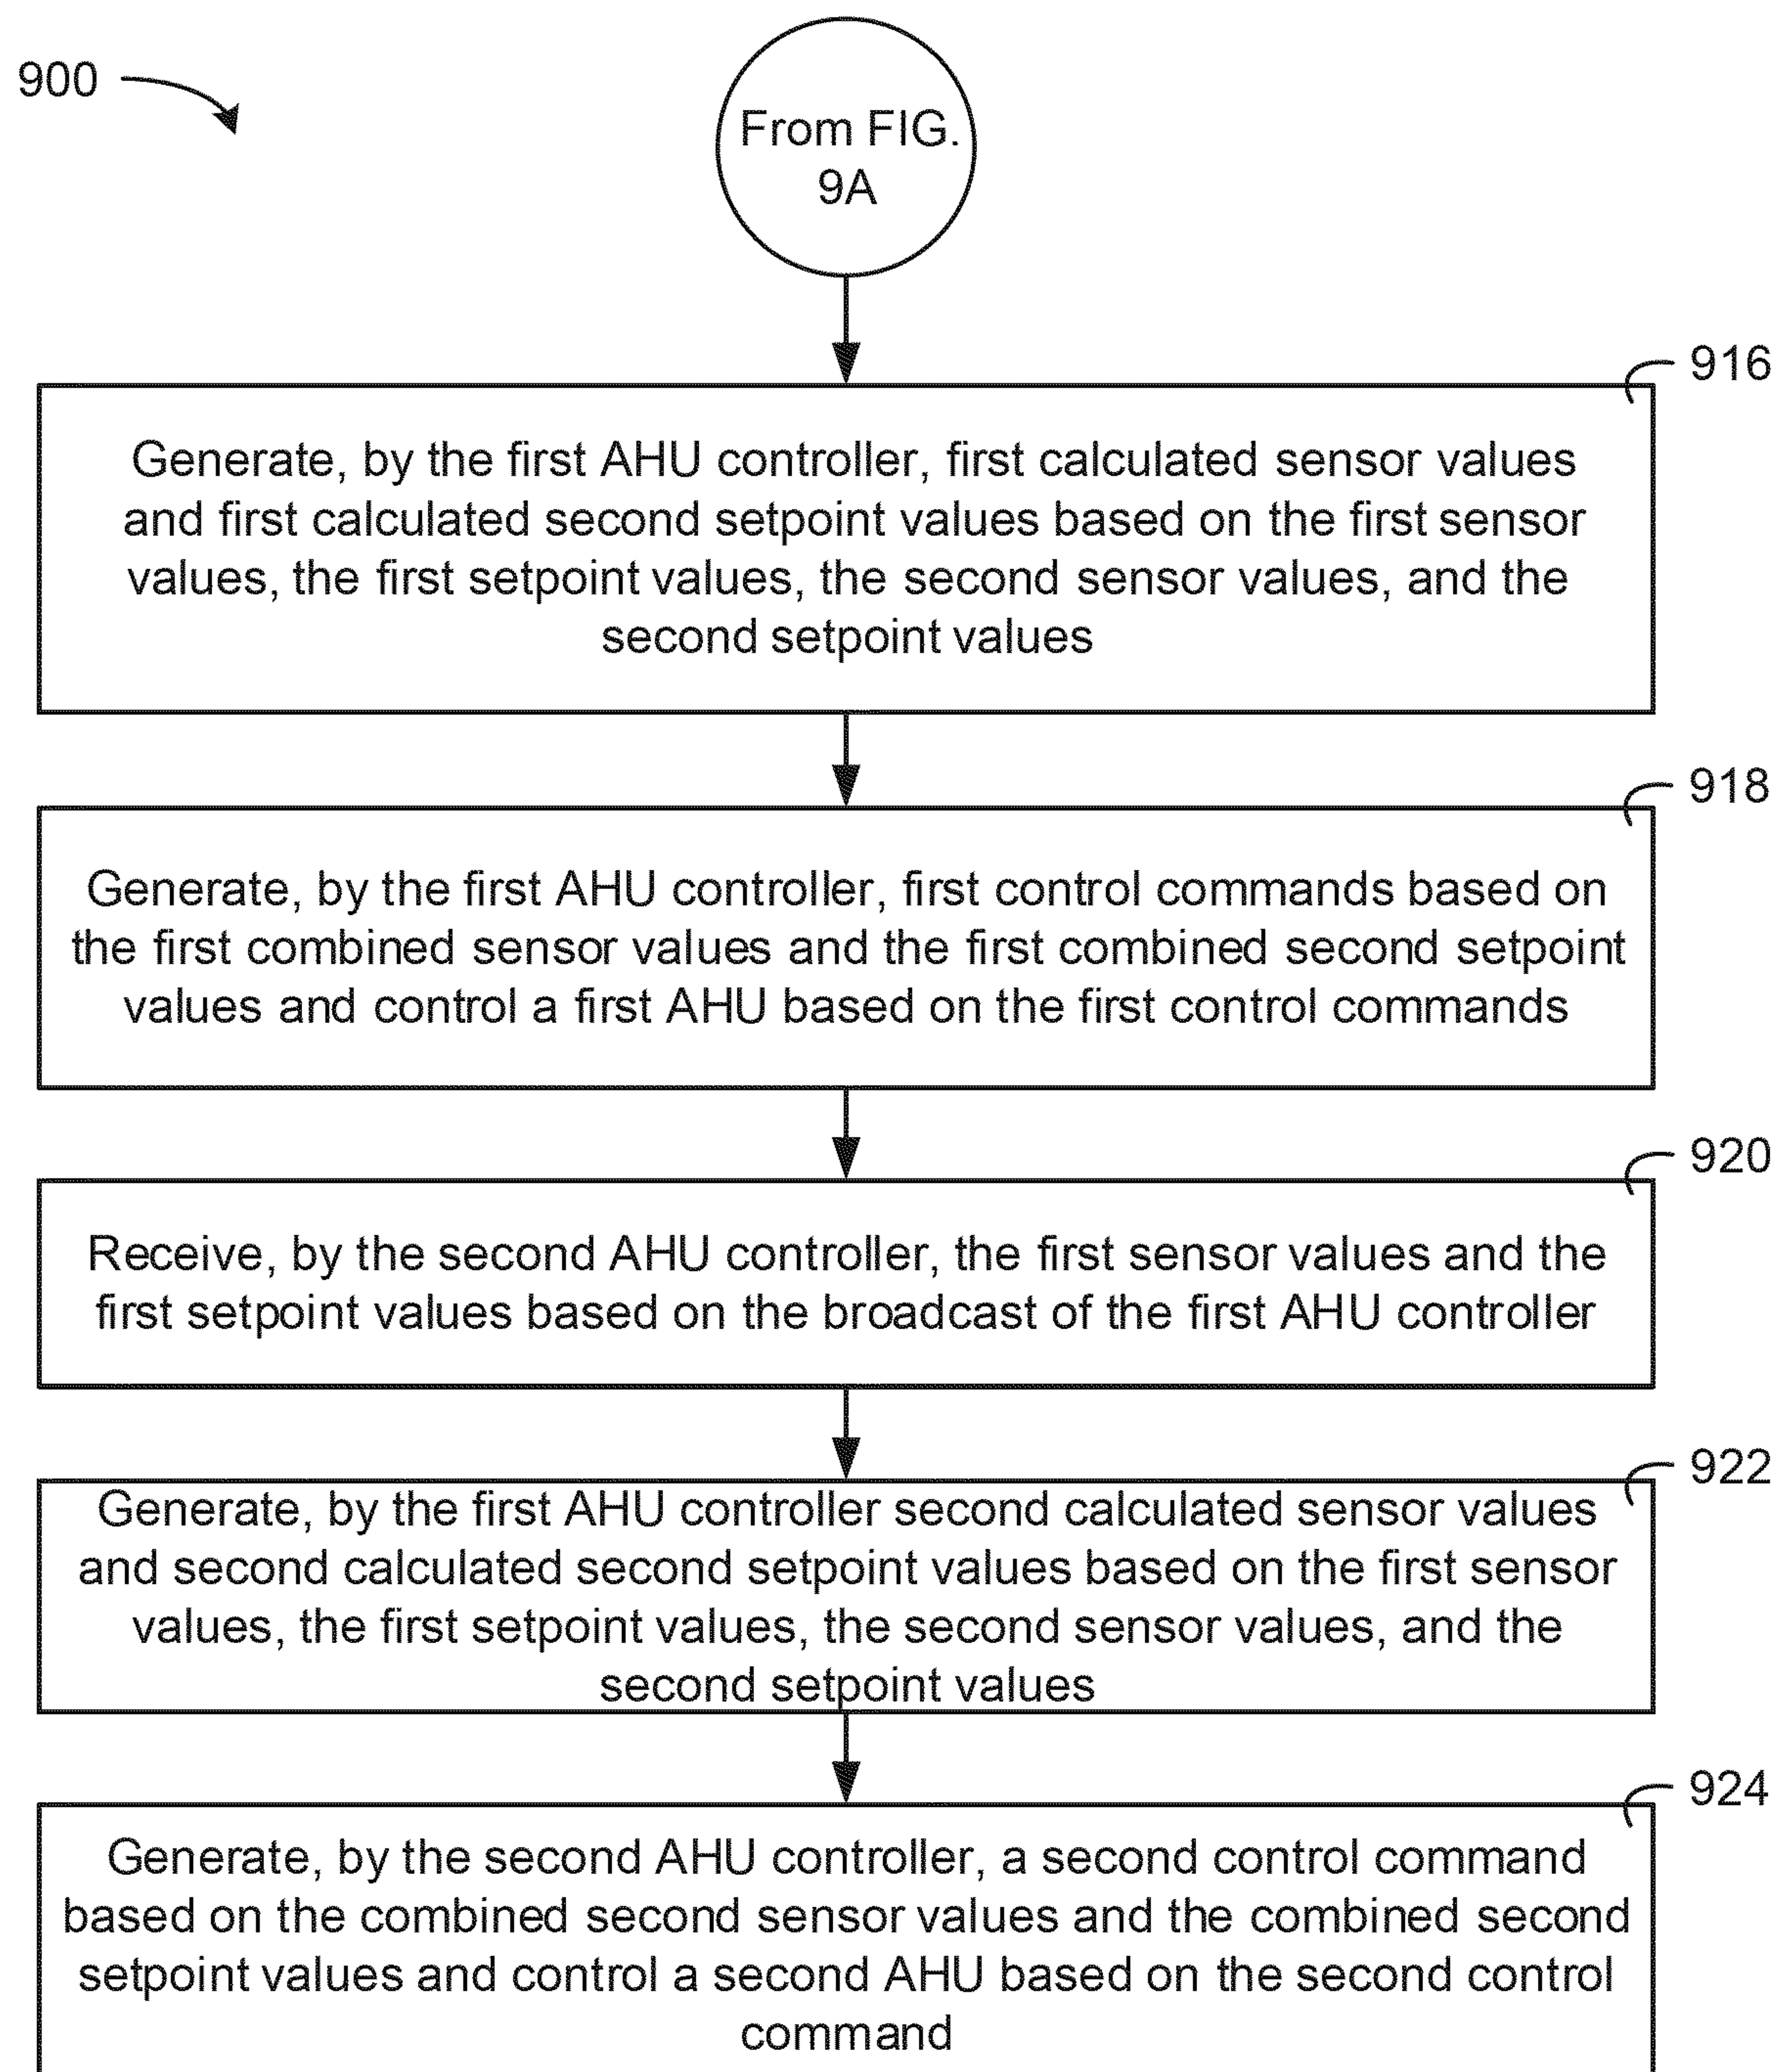 900
From FIG.
9A
916
Generate, by the first AHU controller, first calculated sensor values
and first calculated second setpoint values based on the first sensor
values, the first setpoint values, the second sensor values, and the
second setpoint values
918
Generate, by the first AHU controller, first control commands based on
the first combined sensor values and the first combined second setpoint
values and control a first AHU based on the first control commands
920
Receive, by the second AHU controller, the first sensor values and the
first setpoint values based on the broadcast of the first AHU controller
922
Generate, by the first AHU controller second calculated sensor values
and second calculated second setpoint values based on the first sensor
values, the first setpoint values, the second sensor values, and the
second setpoint values
924
Generate, by the second AHU controller, a second control command
based on the combined second sensor values and the combined second
setpoint values and control a second AHU based on the second control
command